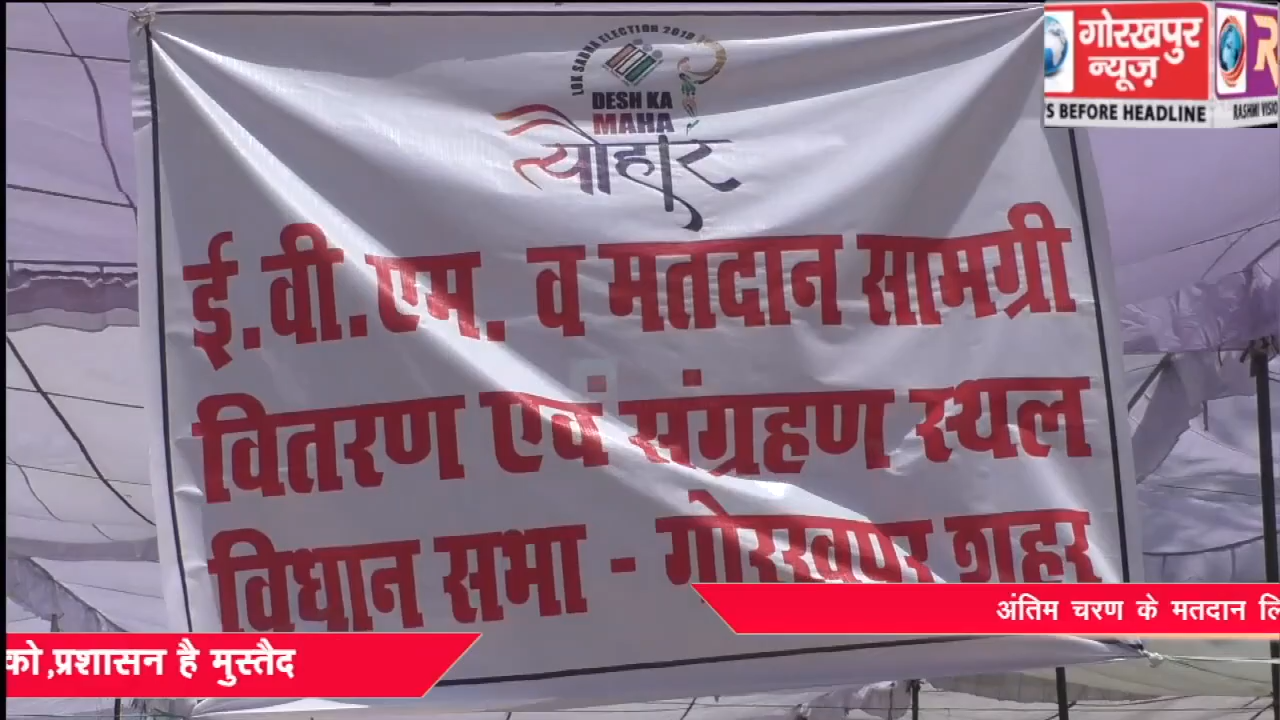 LOK SABHA ELECTION 2019
DESH KA
MAHA
त्योहार
ई.वी.एम. व मतदान सामग्री
वितरण एवं संग्रहण स्थल
विधान सभा - गोरखपुर शहर
गोरखपुर
न्यूज़
S BEFORE HEADLINE
R
RASHMI VISI
अंतिम चरण के मतदान लि
को,प्रशासन है मुस्तैद